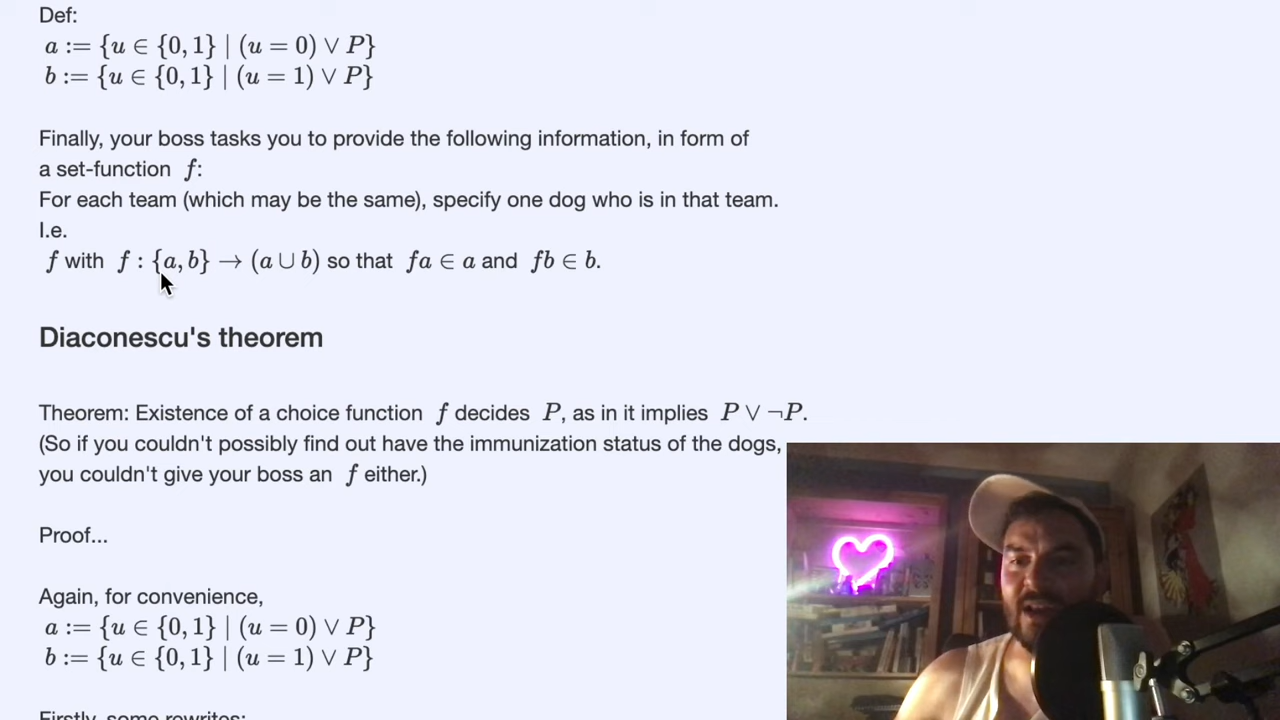 Def:
a := {u ∈ {0, 1} | (u = 0) ∨ P}
b := {u ∈ {0, 1} | (u = 1) ∨ P}
Finally, your boss tasks you to provide the following information, in form of
a set-function f:
For each team (which may be the same), specify one dog who is in that team.
I.e.
f with f : {a, b} → (a ∪ b) so that fa ∈ a and fb ∈ b.
Diaconescu's theorem
Theorem: Existence of a choice function f decides P, as in it implies P ∨ ¬P.
(So if you couldn't possibly find out have the immunization status of the dogs,
you couldn't give your boss an f either.)
Proof...
Again, for convenience,
a := {u ∈ {0, 1} | (u = 0) ∨ P}
b := {u ∈ {0, 1} | (u = 1) ∨ P}
Firstly, some rewrites: